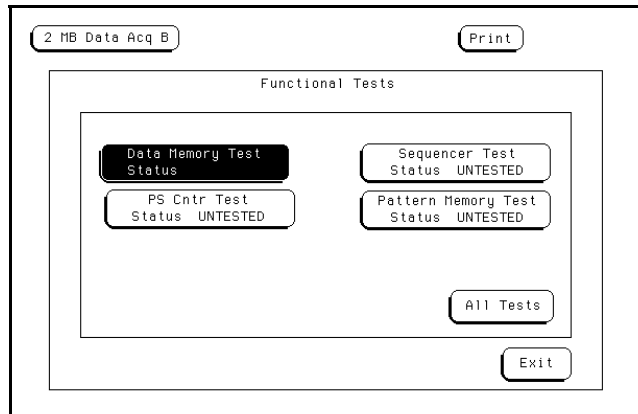 2 MB Data Acq B
Print
Functional Tests
Data Memory Test
Status
Sequencer Test
Status UNTESTED
PS Cntr Test
Status UNTESTED
Pattern Memory Test
Status UNTESTED
All Tests
Exit